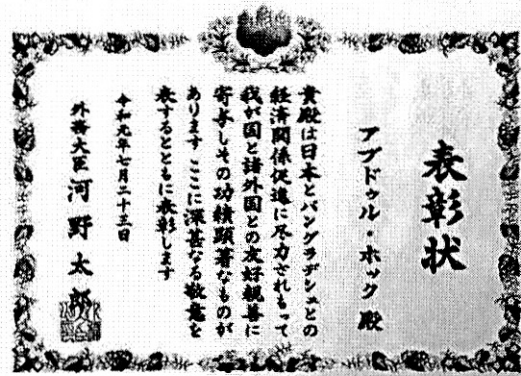 表彰状
アブドゥル・ホック殿
貴殿は日本とバングラデシュとの
経済関係促進に尽力されもって
我が国と諸外国との友好親善に
寄与しその功績顕著なものが
あります ここに深甚なる敬意を
表するとともに表彰します
令和元年七月二十三日
外務大臣 河野太郎